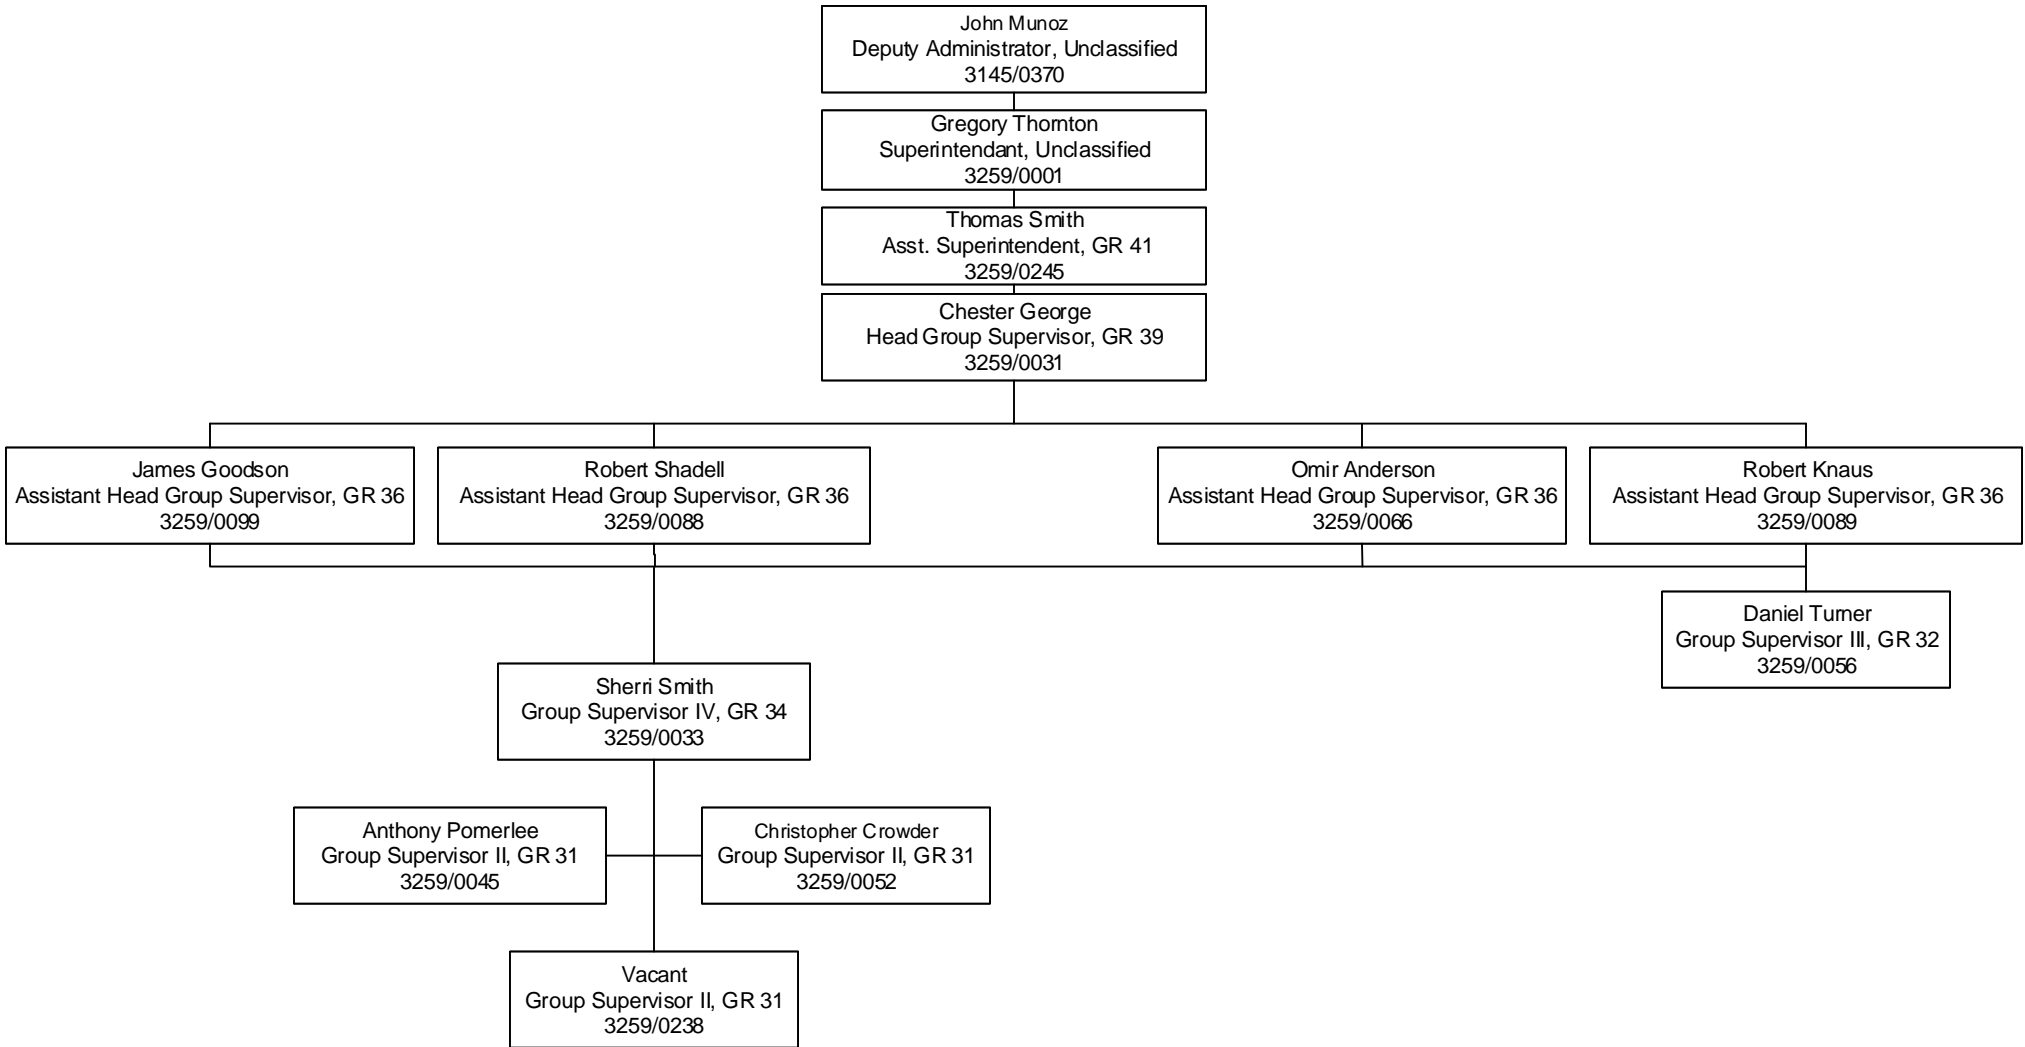 John Munoz
Deputy Administrator, Unclassified
3145/0370
Gregory Thornton
Superintendant, Unclassified
3259/0001
Thomas Smith
Asst. Superintendent, GR 41
3259/0245
Chester George
Head Group Supervisor, GR 39
3259/0031
James Goodson
Assistant Head Group Supervisor, GR 36
3259/0099
Robert Shadell
Assistant Head Group Supervisor, GR 36
3259/0088
Omir Anderson
Assistant Head Group Supervisor, GR 36
3259/0066
Robert Knaus
Assistant Head Group Supervisor, GR 36
3259/0089
Daniel Turner
Group Supervisor III, GR 32
3259/0056
Sherri Smith
Group Supervisor IV, GR 34
3259/0033
Anthony Pomerlee
Group Supervisor II, GR 31
3259/0045
Christopher Crowder
Group Supervisor II, GR 31
3259/0052
Vacant
Group Supervisor II, GR 31
3259/0238